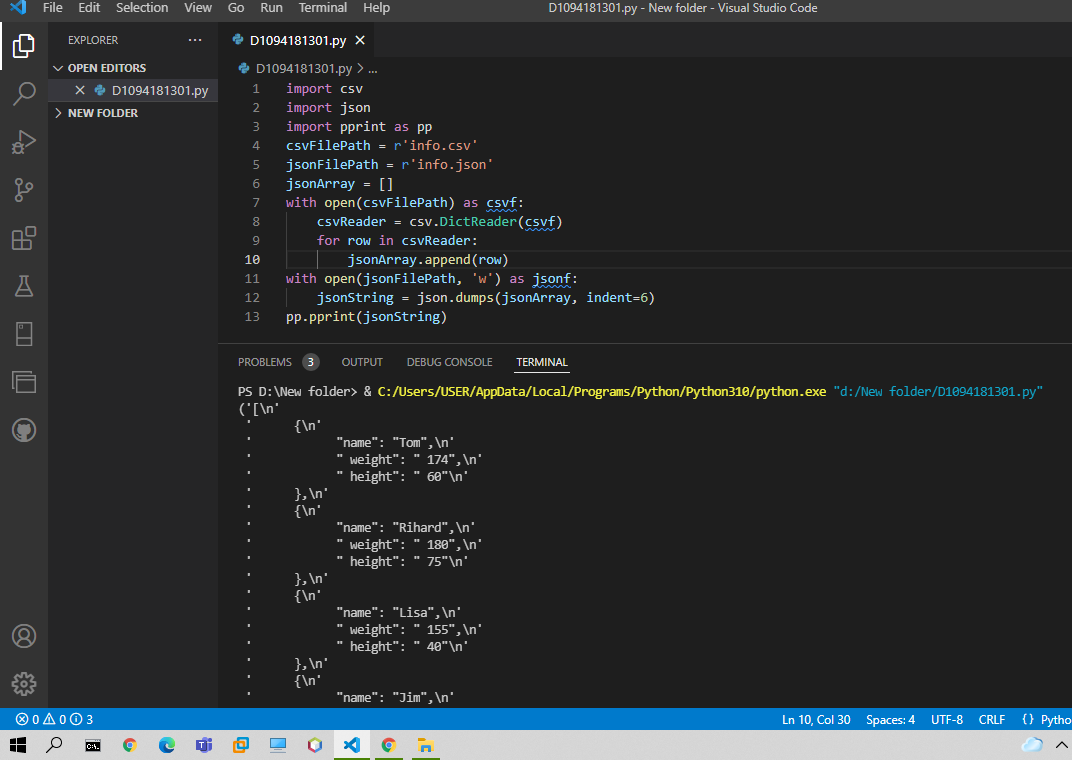 File Edit Selection View Go Run Terminal Help D1094181301.py - New folder - Visual Studio Code
EXPLORER ...
OPEN EDITORS
D1094181301.py
NEW FOLDER
D1094181301.py
D1094181301.py > ...
1 import csv
2 import json
3 import pprint as pp
4 csvFilePath = r'info.csv'
5 jsonFilePath = r'info.json'
6 jsonArray = []
7 with open(csvFilePath) as csvf:
8     csvReader = csv.DictReader(csvf)
9     for row in csvReader:
10         jsonArray.append(row)
11 with open(jsonFilePath, 'w') as jsonf:
12     jsonString = json.dumps(jsonArray, indent=6)
13 pp.pprint(jsonString)
PROBLEMS 3 OUTPUT DEBUG CONSOLE TERMINAL
PS D:\New folder> & C:/Users/USER/AppData/Local/Programs/Python/Python310/python.exe "d:/New folder/D1094181301.py"
('[\n'
 '      {\n'
 '            "name": "Tom",\n'
 '            " weight": " 174",\n'
 '            " height": " 60"\n'
 '      },\n'
 '      {\n'
 '            "name": "Rihard",\n'
 '            " weight": " 180",\n'
 '            " height": " 75"\n'
 '      },\n'
 '      {\n'
 '            "name": "Lisa",\n'
 '            " weight": " 155",\n'
 '            " height": " 40"\n'
 '      },\n'
 '      {\n'
 '            "name": "Jim",\n'
0 0 3 Ln 10, Col 30 Spaces: 4 UTF-8 CRLF {} Pytho